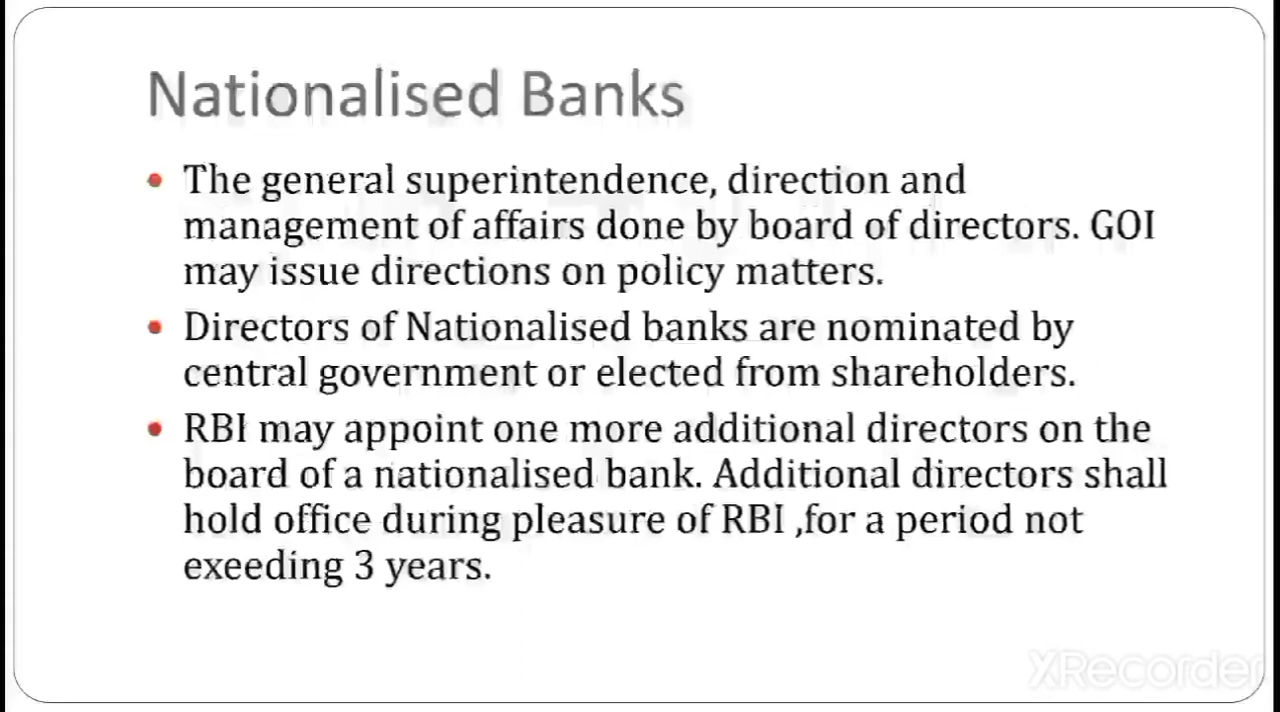 Nationalised Banks
• The general superintendence, direction and
management of affairs done by board of directors. GOI
may issue directions on policy matters.
• Directors of Nationalised banks are nominated by
central government or elected from shareholders.
• RBI may appoint one more additional directors on the
board of a nationalised bank. Additional directors shall
hold office during pleasure of RBI ,for a period not
exeeding 3 years.
XRecorder